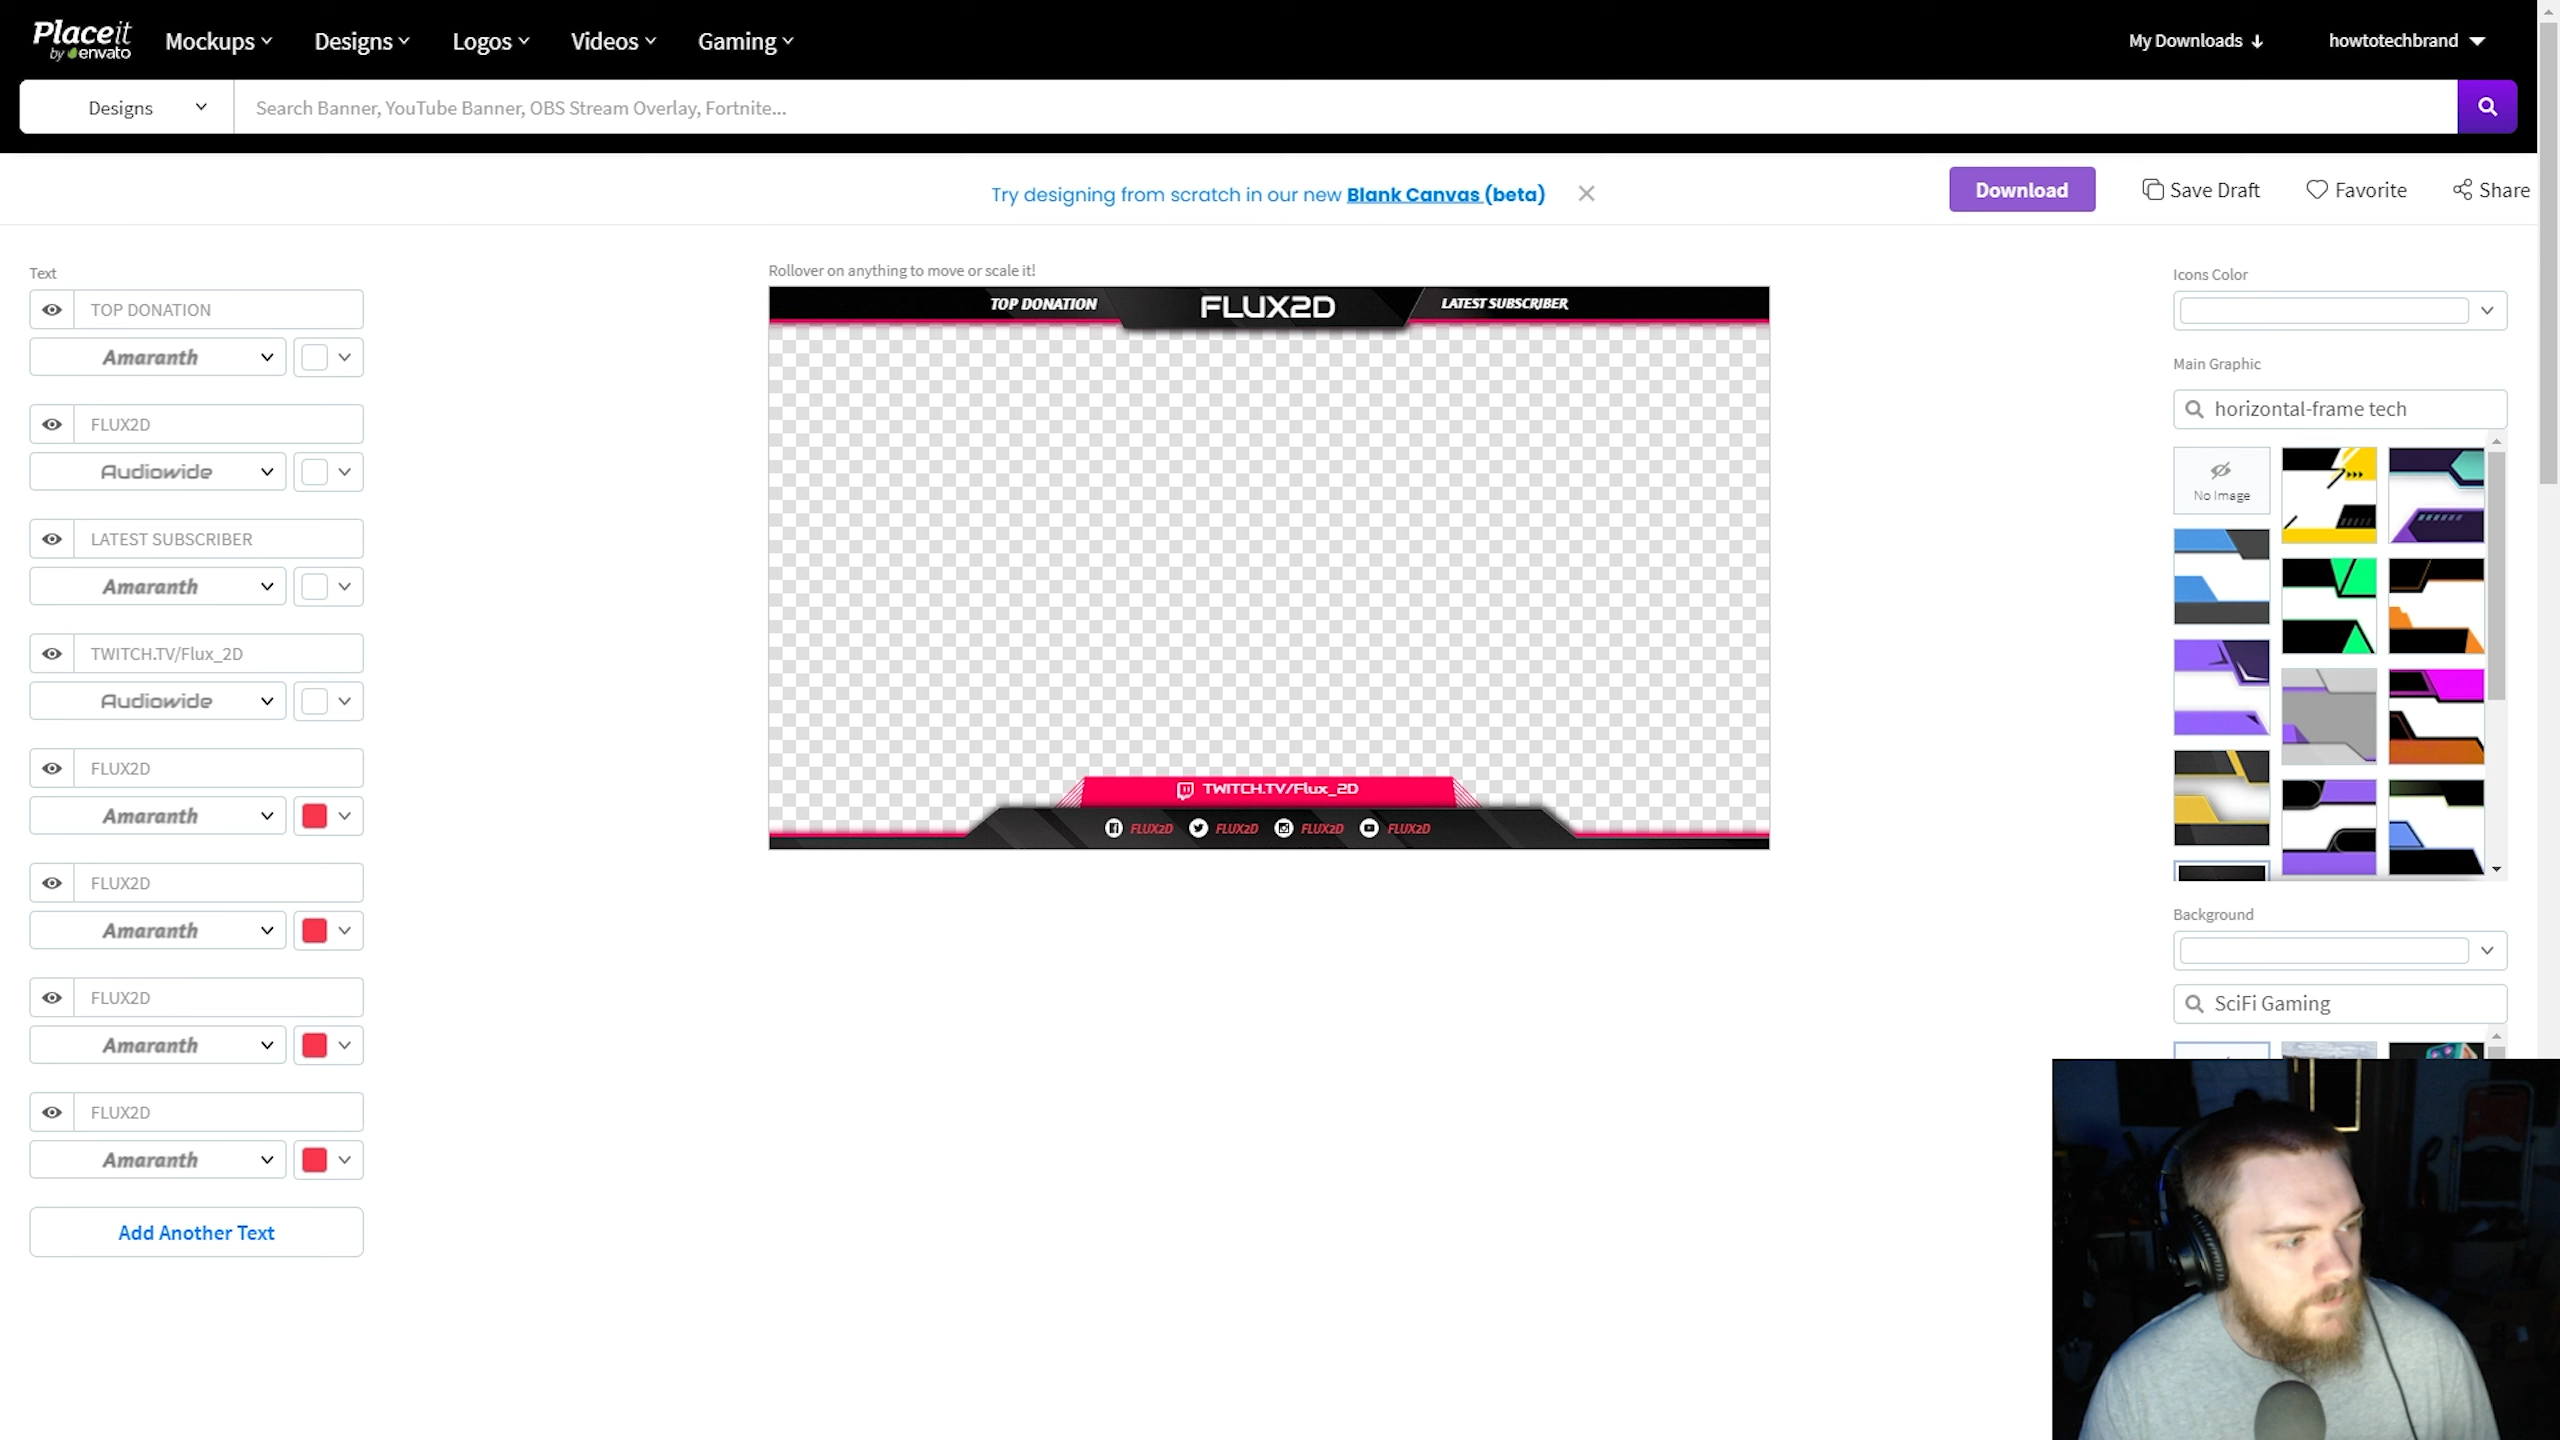 Placeit
by envato
Mockups
Designs
Logos
Videos
Gaming
My Downloads
howtotechbrand
Designs
Search Banner, YouTube Banner, OBS Stream Overlay, Fortnite...
Try designing from scratch in our new Blank Canvas (beta)
Download
Save Draft
Favorite
Share
Text
TOP DONATION
Amaranth
FLUX2D
Audiowide
LATEST SUBSCRIBER
Amaranth
TWITCH.TV/Flux_2D
Audiowide
FLUX2D
Amaranth
FLUX2D
Amaranth
FLUX2D
Amaranth
FLUX2D
Amaranth
Add Another Text
Rollover on anything to move or scale it!
TOP DONATION
FLUX2D
LATEST SUBSCRIBER
TWITCH.TV/Flux_2D
FLUX2D FLUX2D FLUX2D FLUX2D
Icons Color
Main Graphic
horizontal-frame tech
No Image
Background
SciFi Gaming